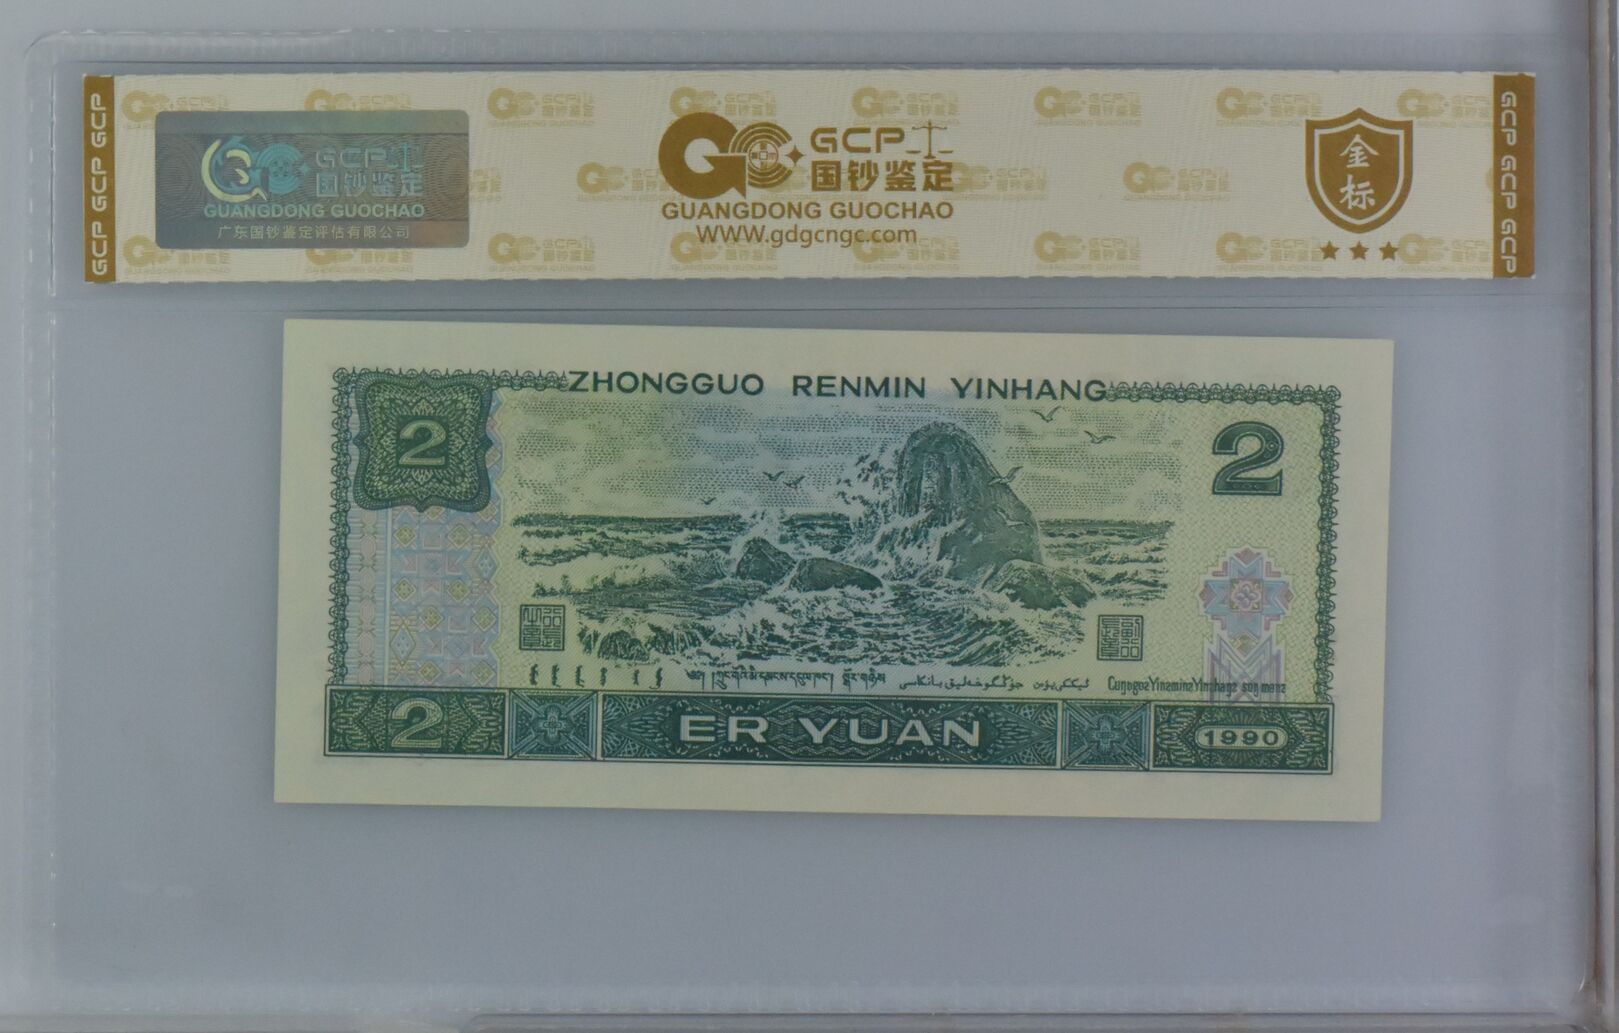 GCP GCP GCP
GCP
国钞鉴定
GUANGDONG GUOCHAO
广东国钞鉴定评估有限公司
GCP
国钞鉴定
GUANGDONG GUOCHAO
WWW.gdgcngc.com
金标
GCP GCP GCP
ZHONGGUO RENMIN YINHANG
2
2
2
ER YUAN
1990